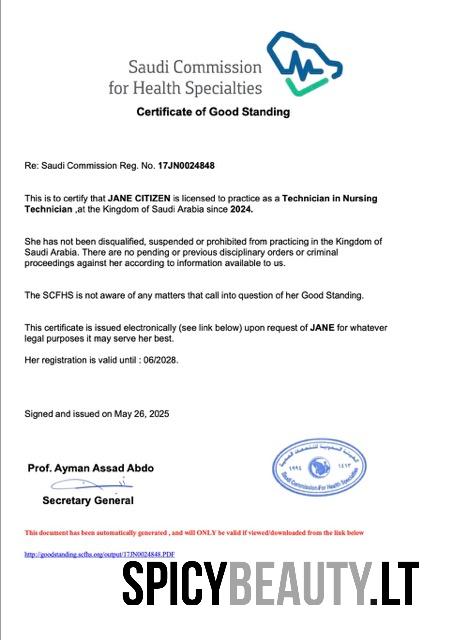 Saudi Commission
for Health Specialties
Certificate of Good Standing
Re: Saudi Commission Reg. No. 17JN0024848
This is to certify that JANE CITIZEN is licensed to practice as a Technician in Nursing
Technician ,at the Kingdom of Saudi Arabia since 2024.
She has not been disqualified, suspended or prohibited from practicing in the Kingdom of
Saudi Arabia. There are no pending or previous disciplinary orders or criminal
proceedings against her according to information available to us.
The SCFHS is not aware of any matters that call into question of her Good Standing.
This certificate is issued electronically (see link below) upon request of JANE for whatever
legal purposes it may serve her best.
Her registration is valid until : 06/2028.
Signed and issued on May 26, 2025
Prof. Ayman Assad Abdo
Secretary General
الهيئة السعودية للتخصصات الصحية
١٩٩٤ ١٤١٣
Saudi Commission For Health Specialties
This document has been automatically generated , and will ONLY be valid if viewed/downloaded from the link below
http://goodstanding.scfhs.org/output/17JN0024848.PDF
SPICYBEAUTY.LT